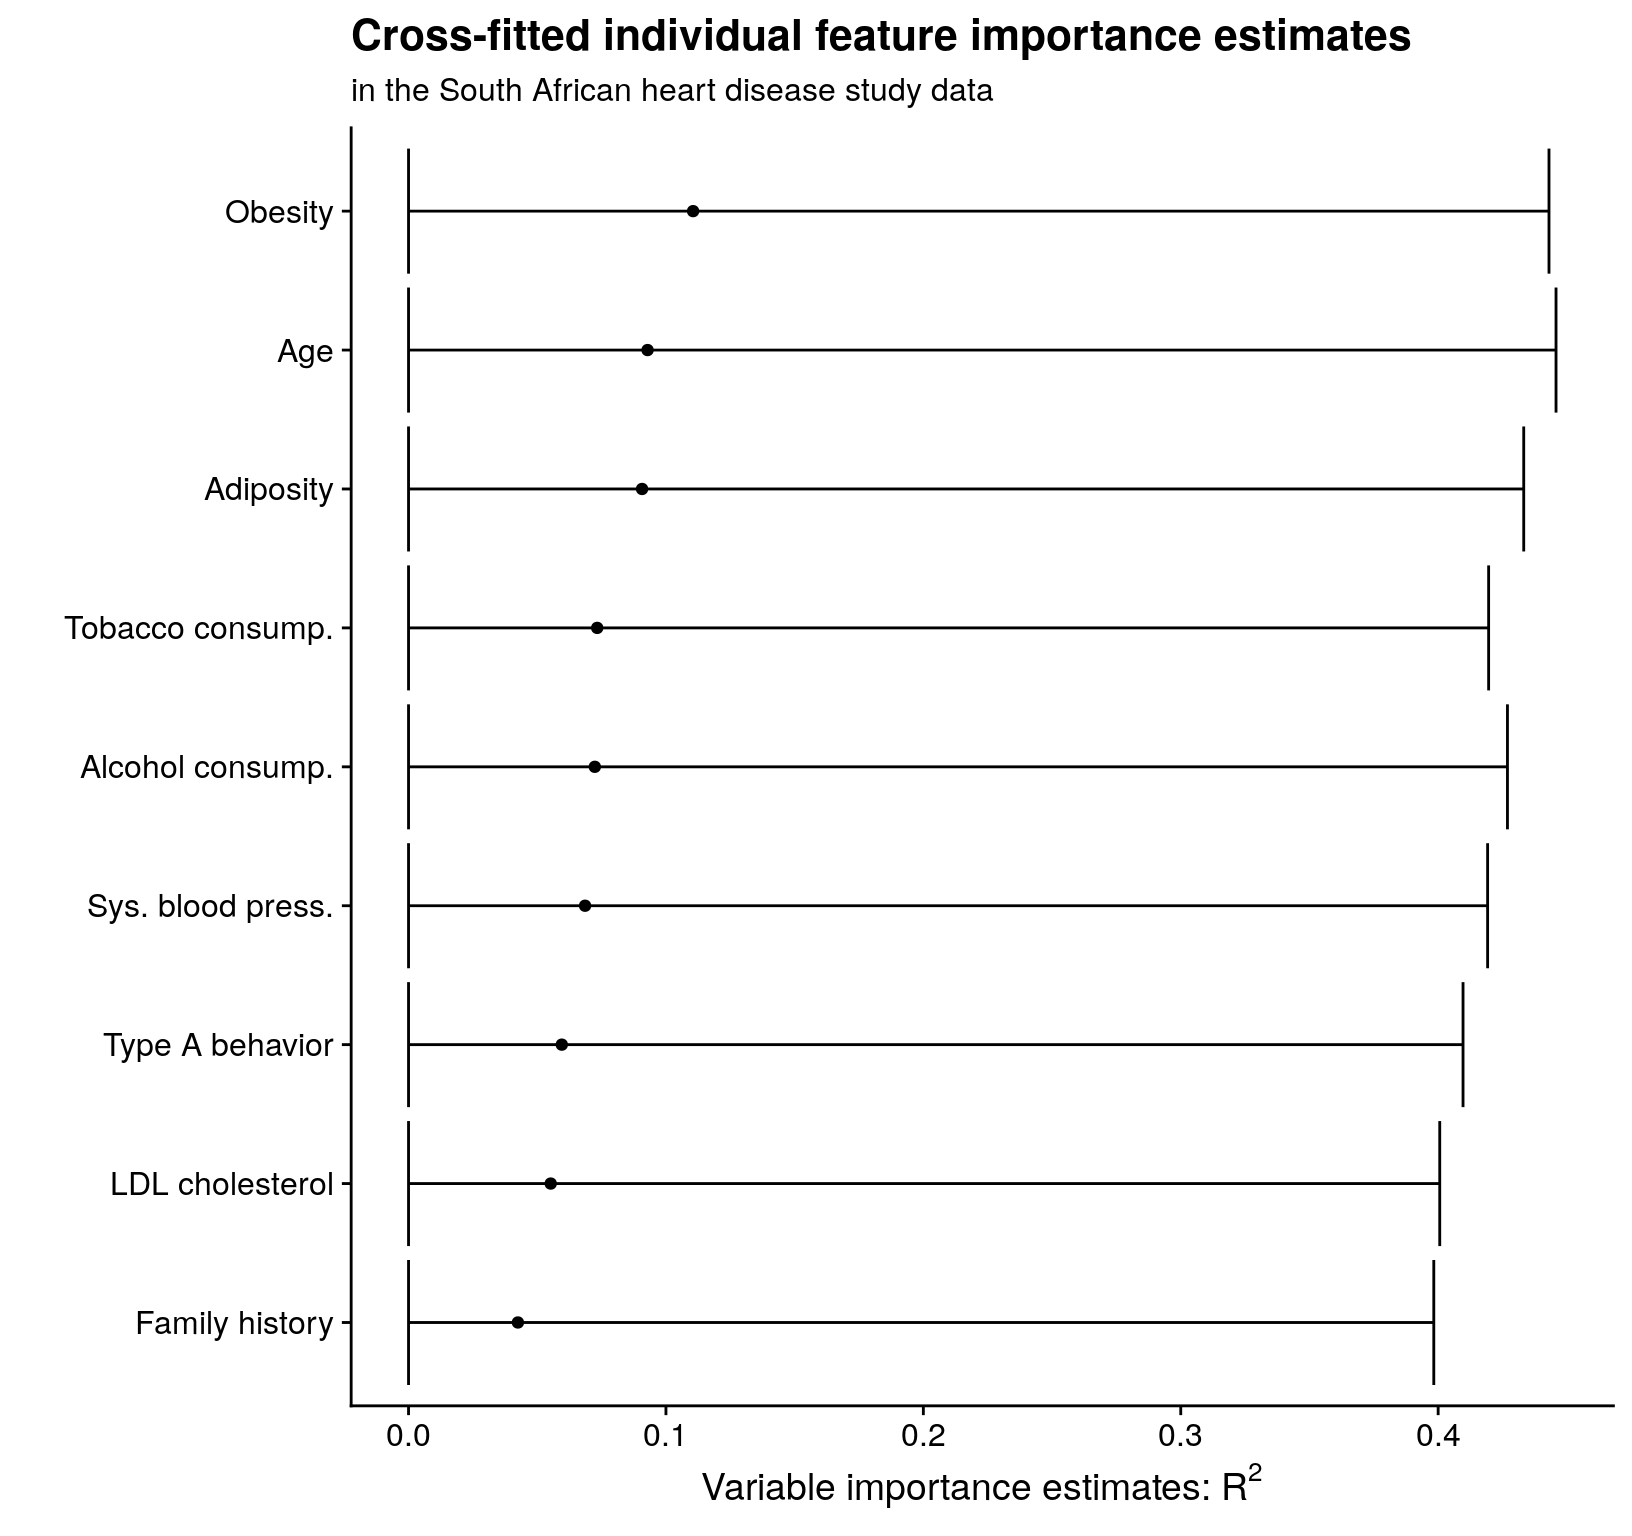 Cross-fitted individual feature importance estimates
in the South African heart disease study data
Obesity
Age
Adiposity
Tobacco consump.
Alcohol consump.
Sys. blood press.
Type A behavior
LDL cholesterol
Family history
0.0 0.1 0.2 0.3 0.4
Variable importance estimates: R²